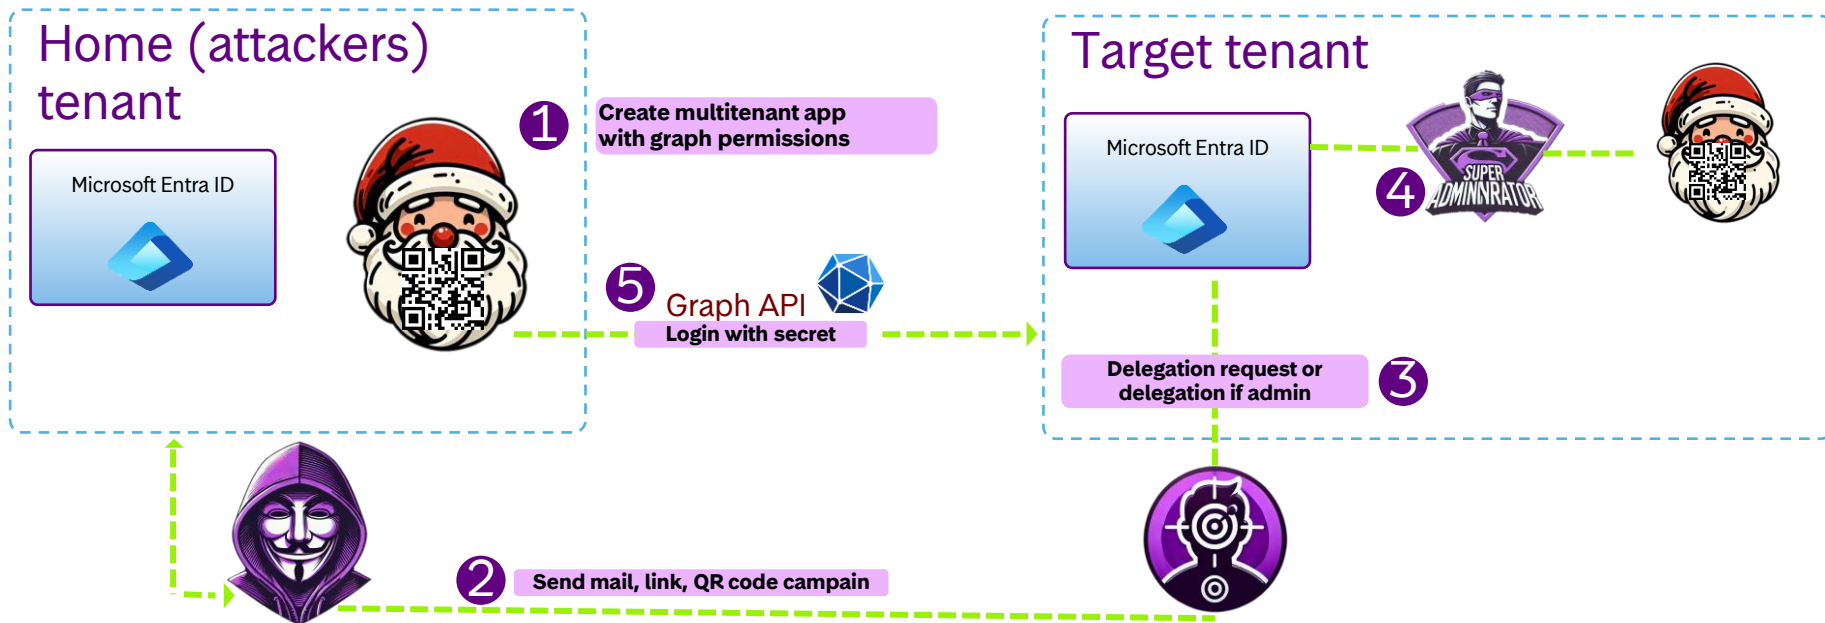 Home (attackers)
tenant
Microsoft Entra ID
1
Create multitenant app
with graph permissions
5
Graph API
Login with secret
2
Send mail, link, QR code campain
Target tenant
Microsoft Entra ID
4
SUPER
ADMINNRATOR
Delegation request or
delegation if admin
3